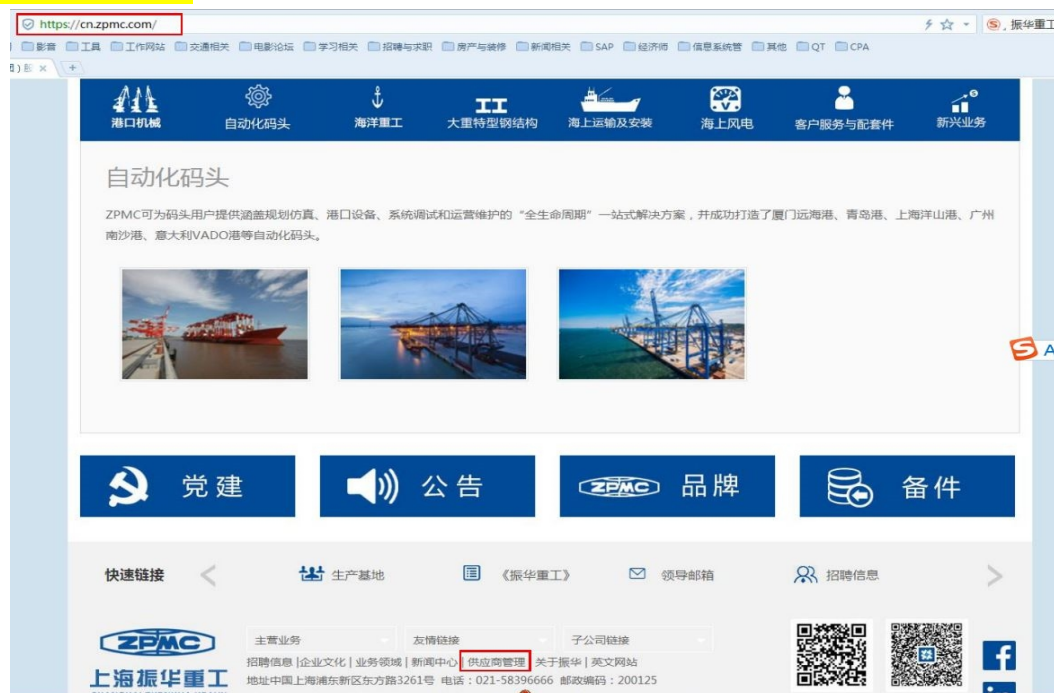 https://cn.zpmc.com/
振华重工
影音 工具 工作网站 交通相关 电影论坛 学习相关 招聘与求职 房产与装修 新闻相关 SAP 经济师 信息系统管 其他 QT CPA
港口机械 自动化码头 海洋重工 大重特型钢结构 海上运输及安装 海上风电 客户服务与配套件 新兴业务
自动化码头
ZPMC可为码头用户提供涵盖规划仿真、港口设备、系统调试和运营维护的“全生命周期”一站式解决方案，并成功打造了厦门远海港、青岛港、上海洋山港、广州
南沙港、意大利VADO港等自动化码头。
党建 公告 ZPMC 品牌 备件
快速链接 生产基地 《振华重工》 领导邮箱 招聘信息
ZPMC
主营业务 友情链接 子公司链接
招聘信息 | 企业文化 | 业务领域 | 新闻中心 | 供应商管理 | 关于振华 | 英文网站
上海振华重工
地址中国上海浦东新区东方路3261号 电话：021-58396666 邮政编码：200125